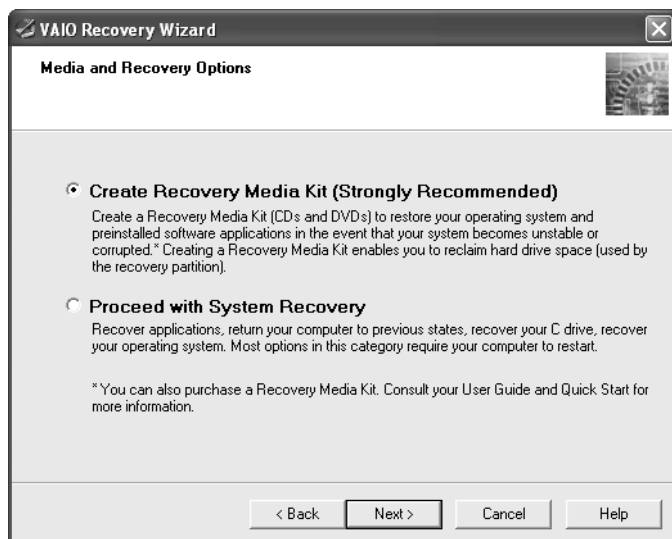 VAIO Recovery Wizard
Media and Recovery Options
Create Recovery Media Kit (Strongly Recommended)
Create a Recovery Media Kit (CDs and DVDs) to restore your operating system and
preinstalled software applications in the event that your system becomes unstable or
corrupted.* Creating a Recovery Media Kit enables you to reclaim hard drive space (used by
the recovery partition).
Proceed with System Recovery
Recover applications, return your computer to previous states, recover your C drive, recover
your operating system. Most options in this category require your computer to restart.
* You can also purchase a Recovery Media Kit. Consult your User Guide and Quick Start for
more information.
< Back Next > Cancel Help